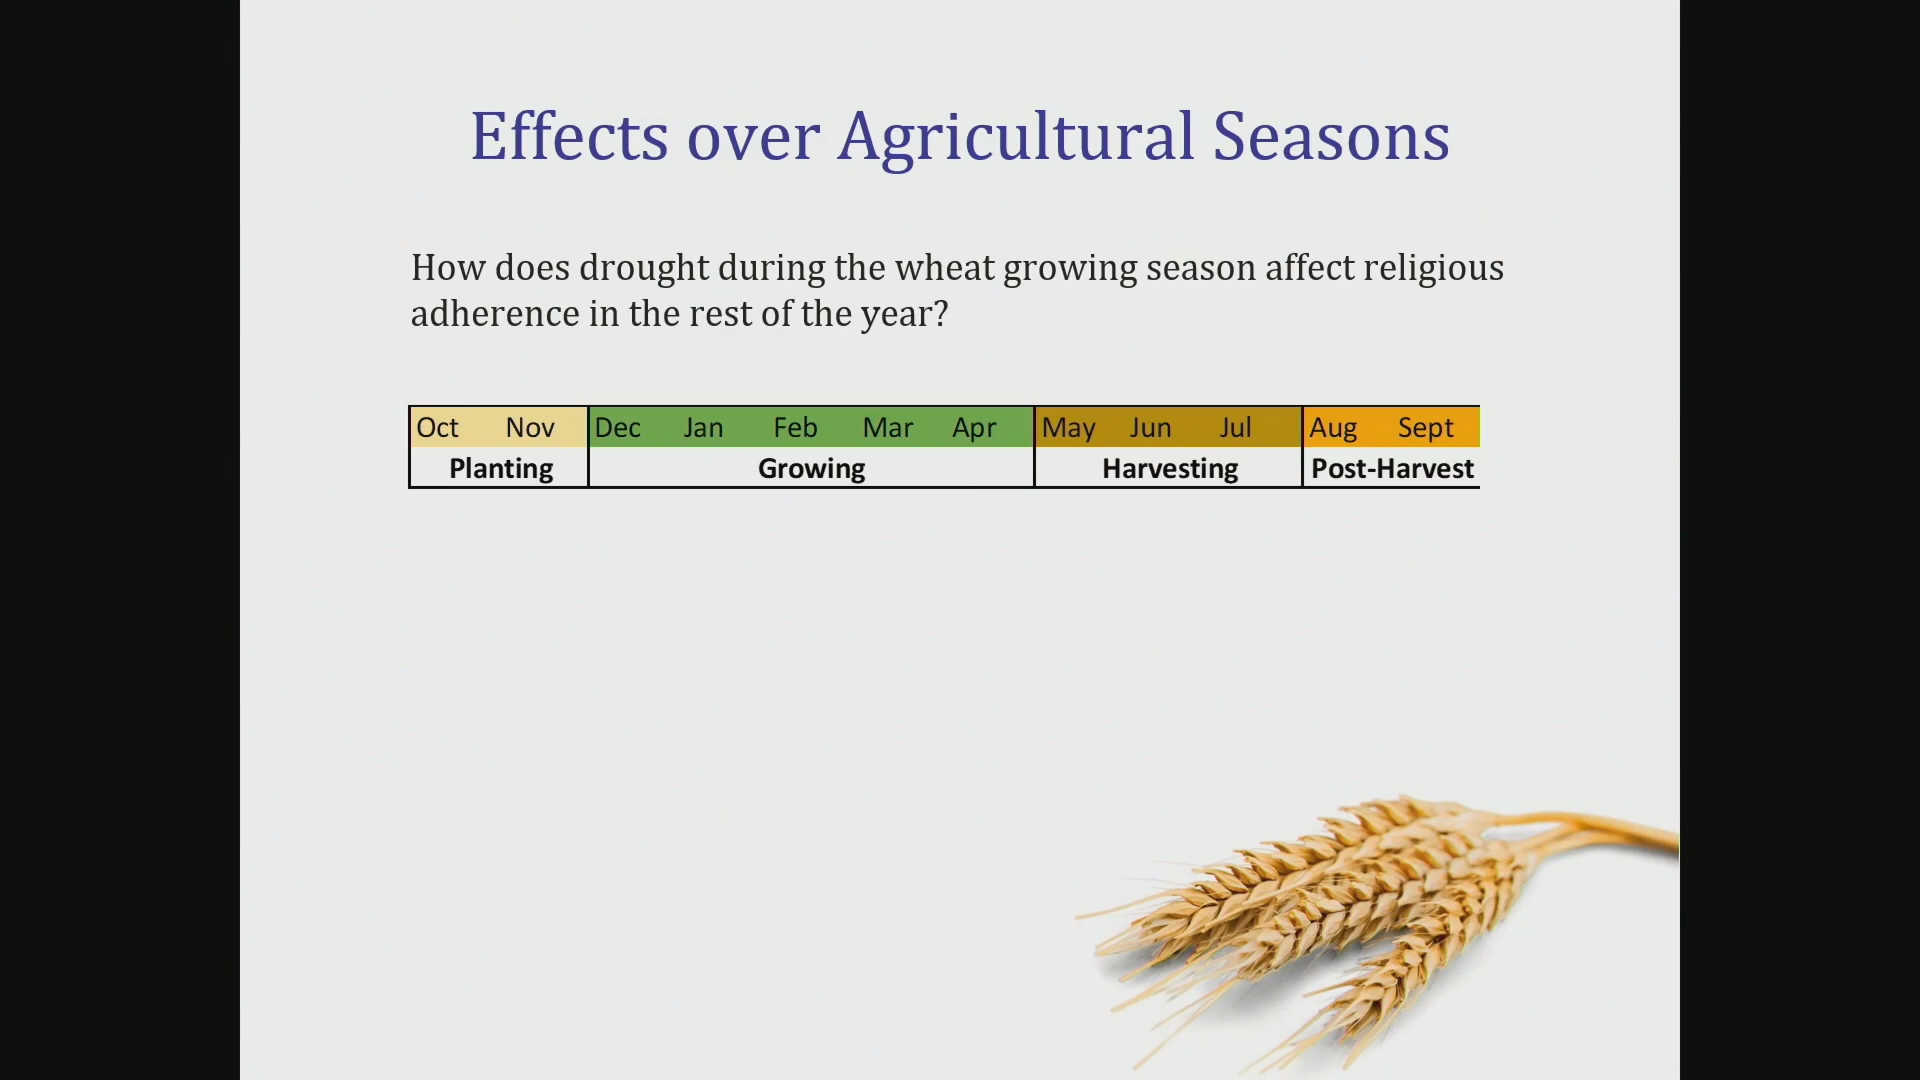 Effects over Agricultural Seasons
How does drought during the wheat growing season affect religious
adherence in the rest of the year?
Oct Nov Dec Jan Feb Mar Apr May Jun Jul Aug Sept
Planting Growing Harvesting Post-Harvest